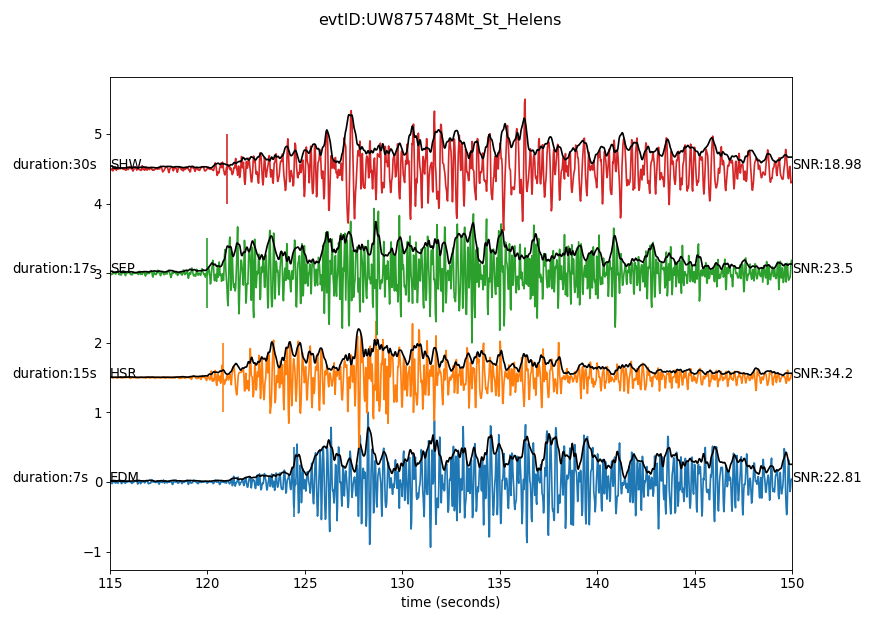 evtID:UW875748Mt_St_Helens
5
duration:30s SHW SNR:18.98
4
duration:17s SEP SNR:23.5
3
2
duration:15s HSR SNR:34.2
1
duration:7s EDM SNR:22.81
0
−1
115 120 125 130 135 140 145 150
time (seconds)